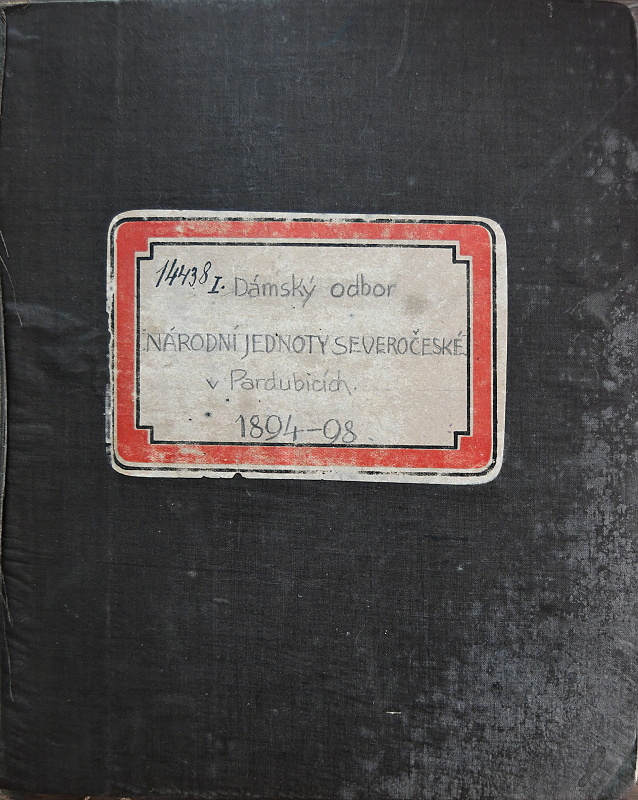 14438 I. Dámský odbor
NÁRODNÍ JEDNOTY SEVEROČESKÉ
v Pardubicích.
1894-98